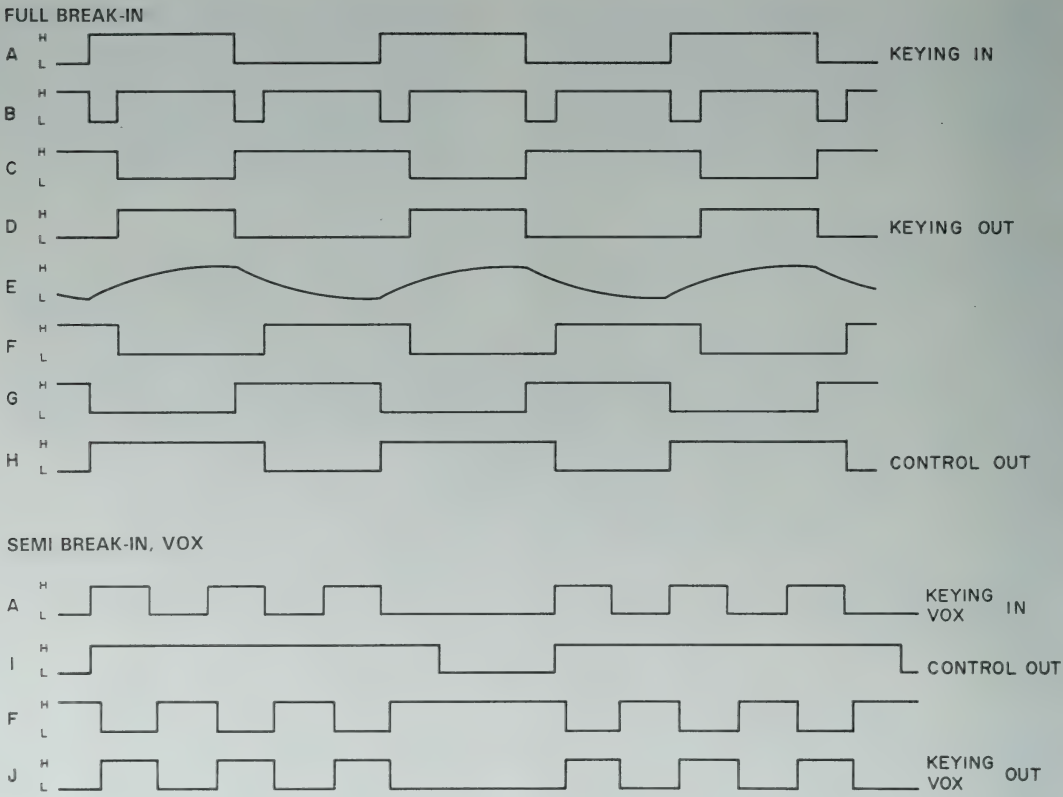 FULL BREAK-IN
A H L KEYING IN
B H L
C H L
D H L KEYING OUT
E H L
F H L
G H L
H H L CONTROL OUT
SEMI BREAK-IN, VOX
A H L KEYING VOX IN
I H L CONTROL OUT
F H L
J H L KEYING VOX OUT